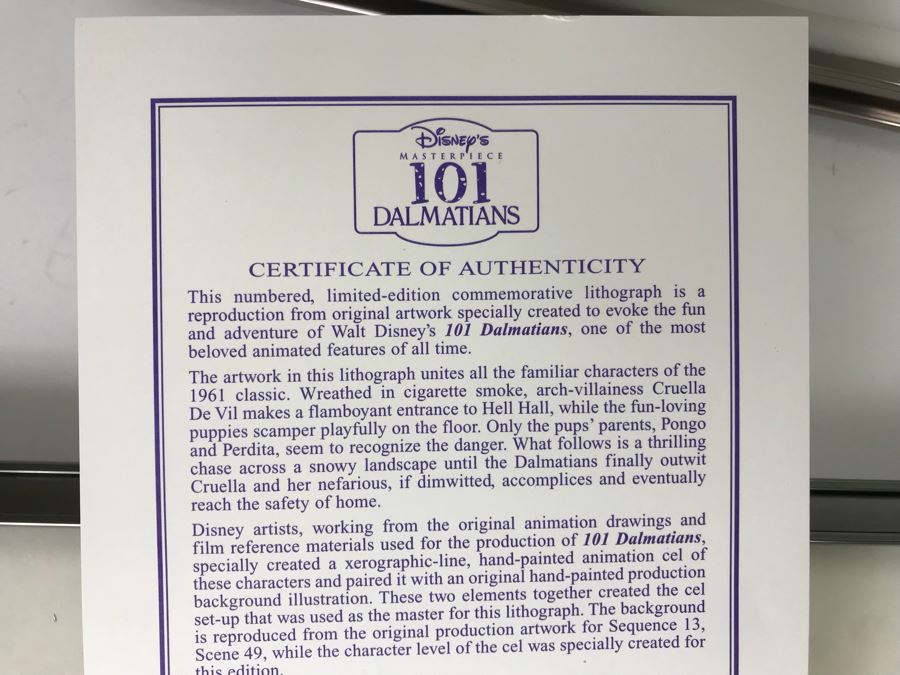 Disney's
MASTERPIECE
101
DALMATIANS
CERTIFICATE OF AUTHENTICITY
This numbered, limited-edition commemorative lithograph is a
reproduction from original artwork specially created to evoke the fun
and adventure of Walt Disney's 101 Dalmatians, one of the most
beloved animated features of all time.
The artwork in this lithograph unites all the familiar characters of the
1961 classic. Wreathed in cigarette smoke, arch-villainess Cruella
De Vil makes a flamboyant entrance to Hell Hall, while the fun-loving
puppies scamper playfully on the floor. Only the pups' parents, Pongo
and Perdita, seem to recognize the danger. What follows is a thrilling
chase across a snowy landscape until the Dalmatians finally outwit
Cruella and her nefarious, if dimwitted, accomplices and eventually
reach the safety of home.
Disney artists, working from the original animation drawings and
film reference materials used for the production of 101 Dalmatians,
specially created a xerographic-line, hand-painted animation cel of
these characters and paired it with an original hand-painted production
background illustration. These two elements together created the cel
set-up that was used as the master for this lithograph. The background
is reproduced from the original production artwork for Sequence 13,
Scene 49, while the character level of the cel was specially created for
this edition.